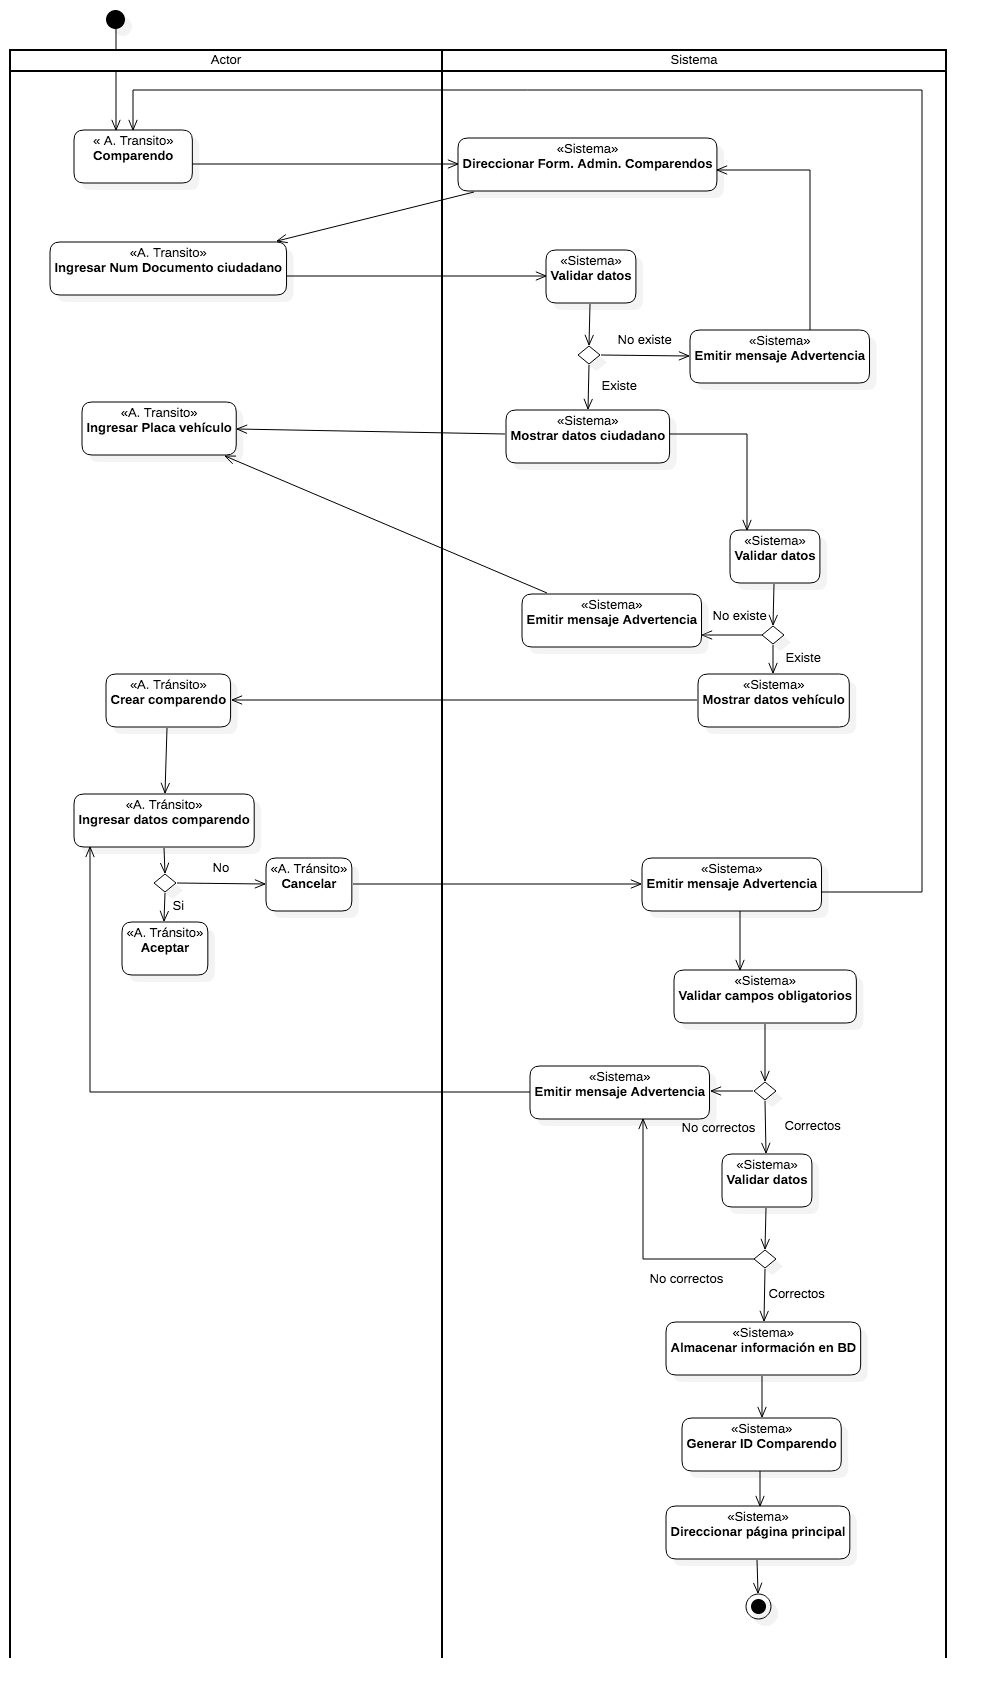 Actor
Sistema
« A. Transito»
Comparendo
«Sistema»
Direccionar Form. Admin. Comparendos
«A. Transito»
Ingresar Num Documento ciudadano
«Sistema»
Validar datos
No existe
«Sistema»
Emitir mensaje Advertencia
Existe
«A. Transito»
Ingresar Placa vehículo
«Sistema»
Mostrar datos ciudadano
«Sistema»
Validar datos
«Sistema»
Emitir mensaje Advertencia
No existe
Existe
«A. Tránsito»
Crear comparendo
«Sistema»
Mostrar datos vehículo
«A. Tránsito»
Ingresar datos comparendo
No
«A. Tránsito»
Cancelar
«Sistema»
Emitir mensaje Advertencia
Si
«A. Tránsito»
Aceptar
«Sistema»
Validar campos obligatorios
«Sistema»
Emitir mensaje Advertencia
No correctos
Correctos
«Sistema»
Validar datos
No correctos
Correctos
«Sistema»
Almacenar información en BD
«Sistema»
Generar ID Comparendo
«Sistema»
Direccionar página principal